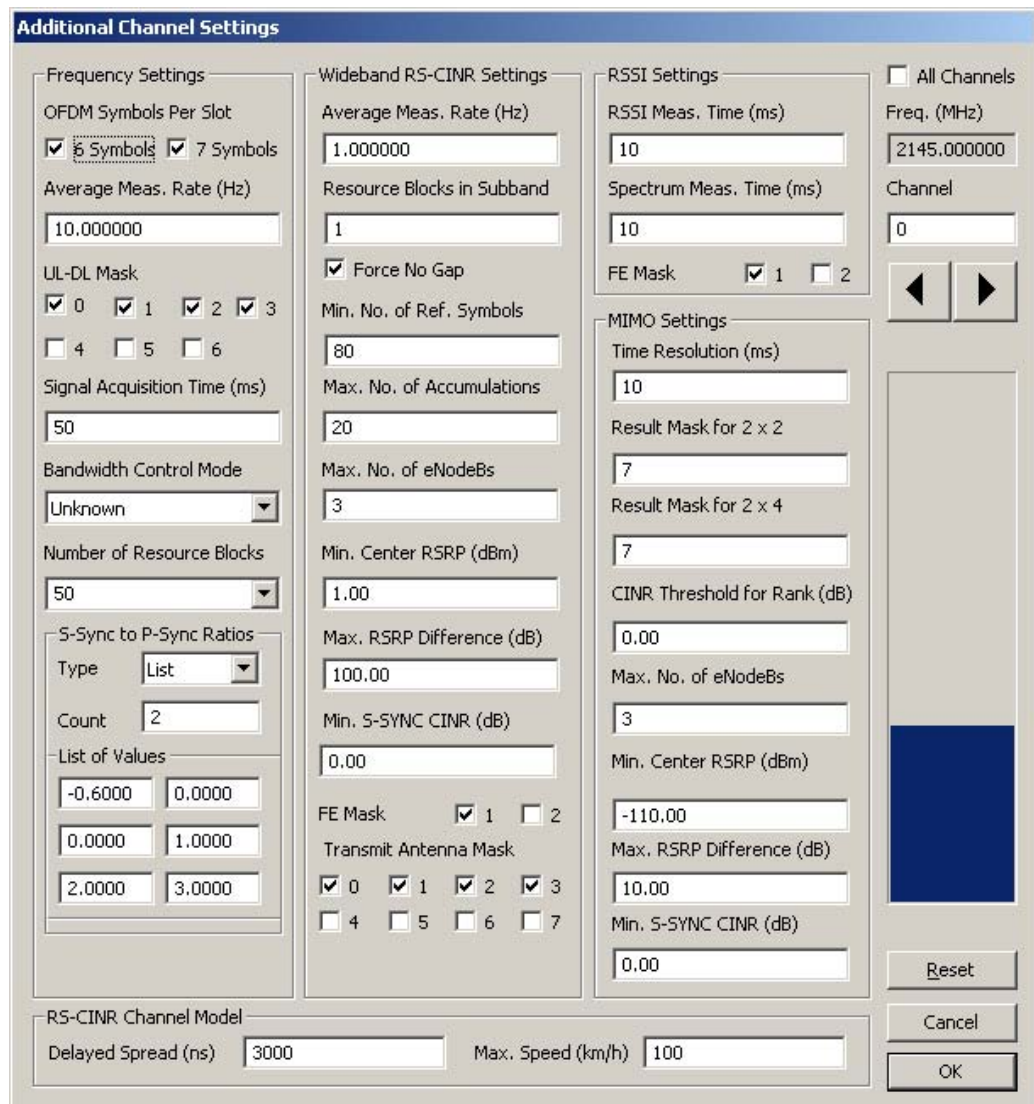 Additional Channel Settings
Frequency Settings
OFDM Symbols Per Slot
6 Symbols 7 Symbols
Average Meas. Rate (Hz)
10.000000
UL-DL Mask
0 1 2 3
4 5 6
Signal Acquisition Time (ms)
50
Bandwidth Control Mode
Unknown
Number of Resource Blocks
50
S-Sync to P-Sync Ratios
Type List
Count 2
List of Values
-0.6000 0.0000
0.0000 1.0000
2.0000 3.0000
Wideband RS-CINR Settings
Average Meas. Rate (Hz)
1.000000
Resource Blocks in Subband
1
Force No Gap
Min. No. of Ref. Symbols
80
Max. No. of Accumulations
20
Max. No. of eNodeBs
3
Min. Center RSRP (dBm)
1.00
Max. RSRP Difference (dB)
100.00
Min. S-SYNC CINR (dB)
0.00
FE Mask 1 2
Transmit Antenna Mask
0 1 2 3
4 5 6 7
RSSI Settings
RSSI Meas. Time (ms)
10
Spectrum Meas. Time (ms)
10
FE Mask 1 2
MIMO Settings
Time Resolution (ms)
10
Result Mask for 2 x 2
7
Result Mask for 2 x 4
7
CINR Threshold for Rank (dB)
0.00
Max. No. of eNodeBs
3
Min. Center RSRP (dBm)
-110.00
Max. RSRP Difference (dB)
10.00
Min. S-SYNC CINR (dB)
0.00
All Channels
Freq. (MHz)
2145.000000
Channel
0
Reset
Cancel
OK
RS-CINR Channel Model
Delayed Spread (ns) 3000 Max. Speed (km/h) 100